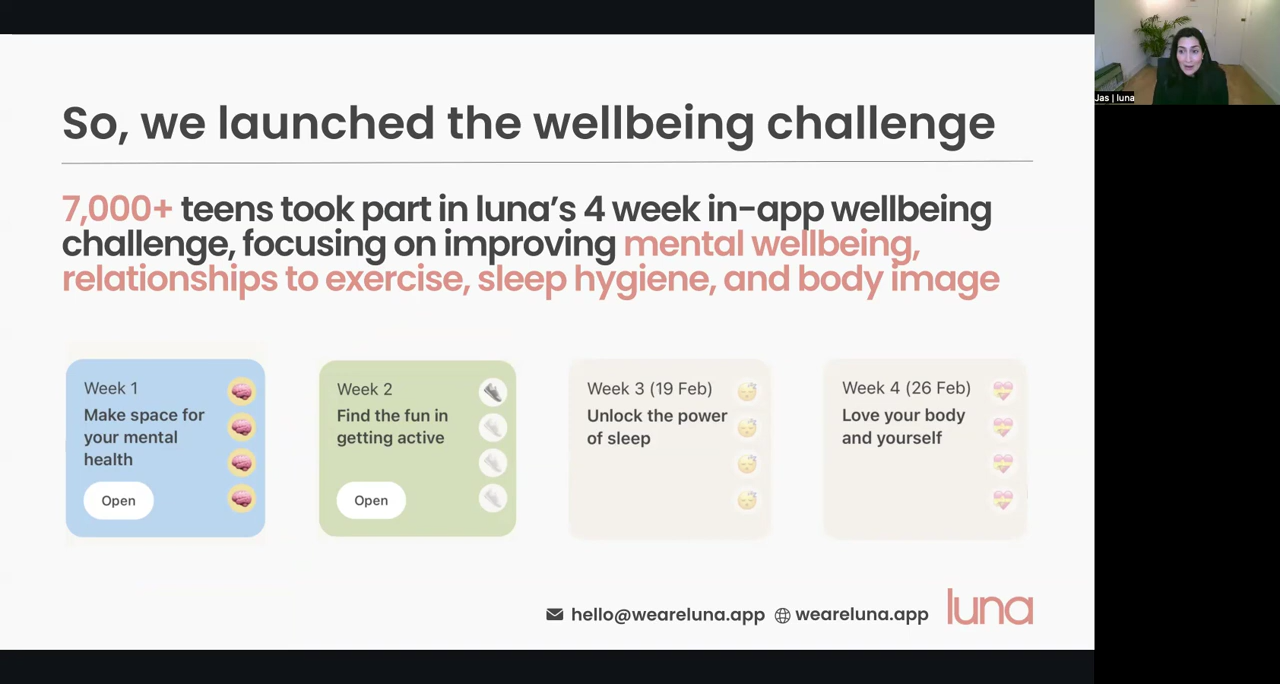 So, we launched the wellbeing challenge
7,000+ teens took part in luna’s 4 week in-app wellbeing
challenge, focusing on improving mental wellbeing,
relationships to exercise, sleep hygiene, and body image
Week 1
Make space for
your mental
health
Open
Week 2
Find the fun in
getting active
Open
Week 3 (19 Feb)
Unlock the power
of sleep
Week 4 (26 Feb)
Love your body
and yourself
hello@weareluna.app weareluna.app luna
Jas | luna